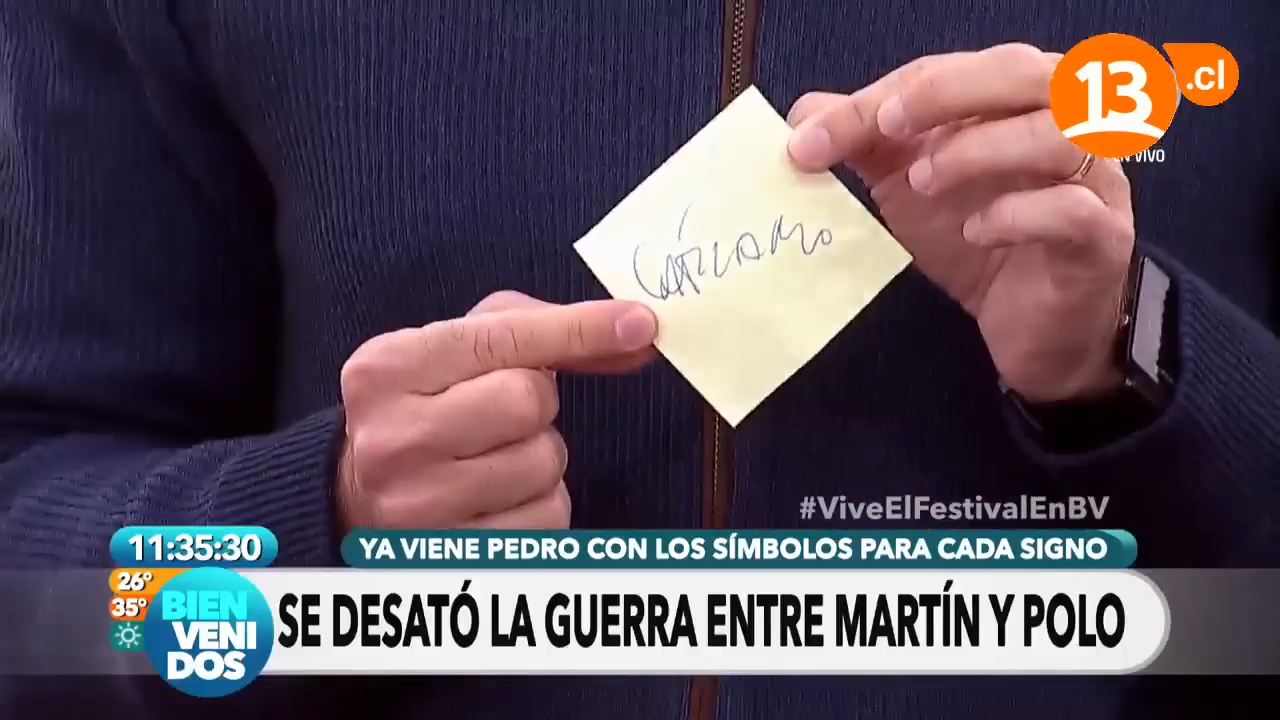 13
.cl
EN VIVO
#ViveElFestivalEnBV
11:35:30
YA VIENE PEDRO CON LOS SÍMBOLOS PARA CADA SIGNO
26°
35°
BIEN
VENI
DOS
SE DESATÓ LA GUERRA ENTRE MARTÍN Y POLO